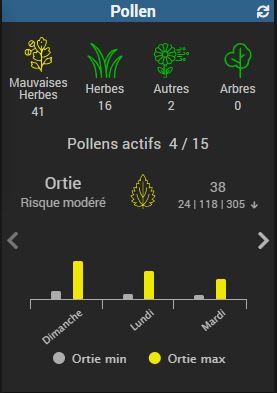 Pollen
Mauvaises
Herbes
41
Herbes
16
Autres
2
Arbres
0
Pollens actifs 4 / 15
Ortie
Risque modéré
38
24 | 118 | 305
Dimanche
Lundi
Mardi
Ortie min
Ortie max